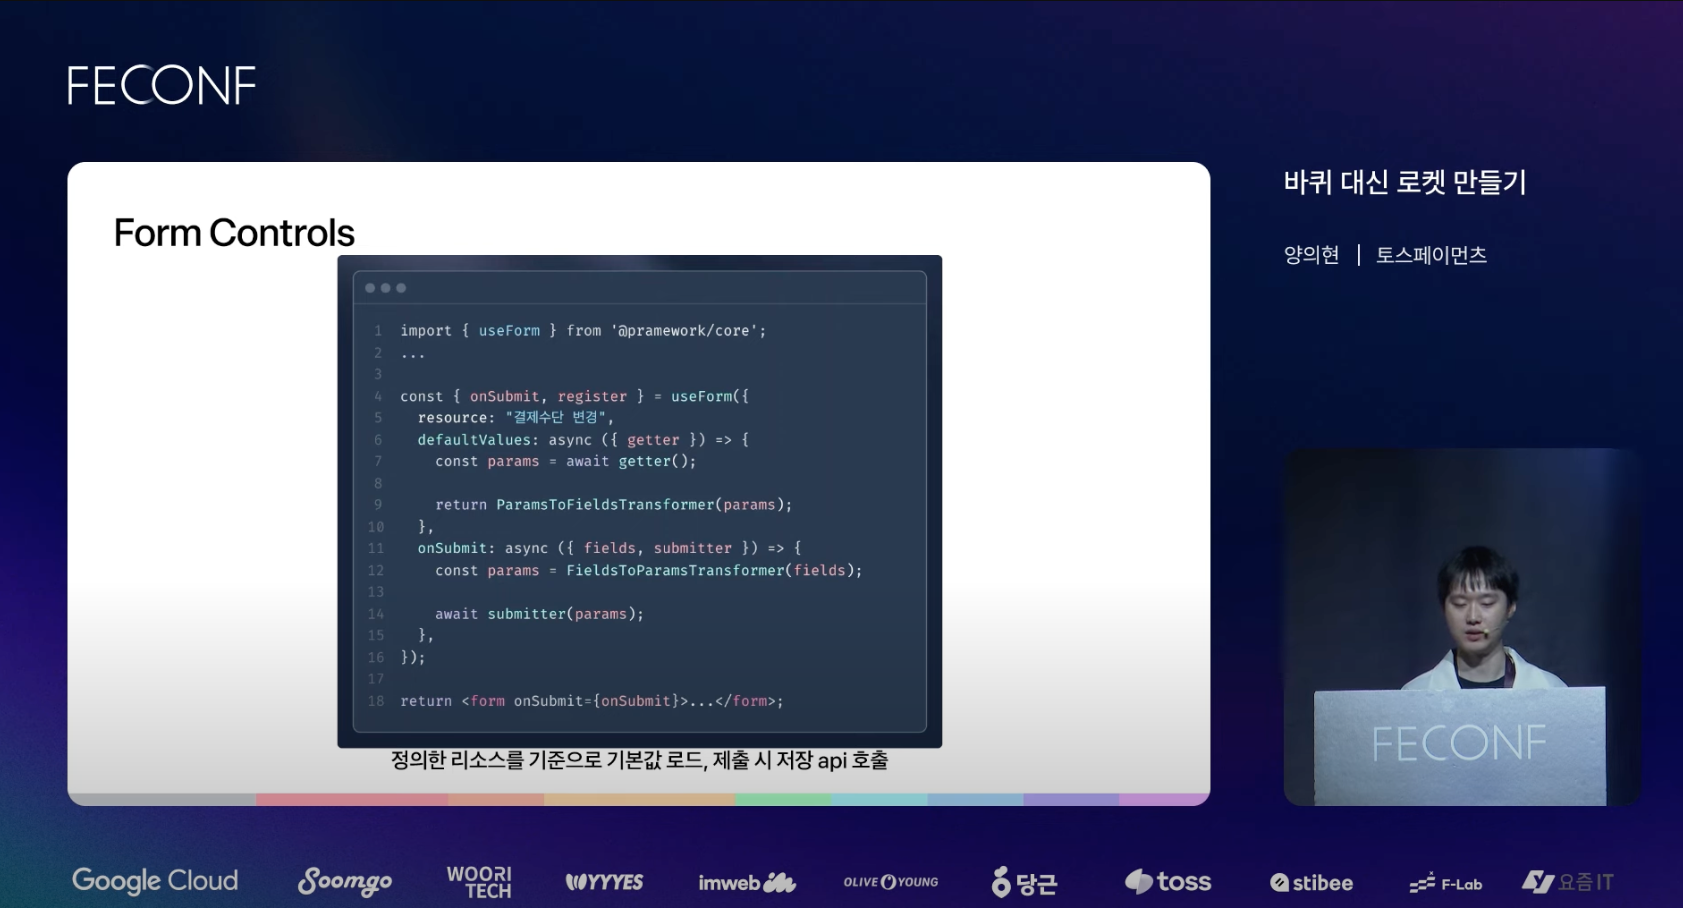 FECONF
바퀴 대신 로켓 만들기
양의현 | 토스페이먼츠
Form Controls
1 import { useForm } from '@pramework/core';
2 ...
3
4 const { onSubmit, register } = useForm({
5 resource: "결제수단 변경",
6 defaultValues: async ({ getter }) => {
7 const params = await getter();
8
9 return ParamsToFieldsTransformer(params);
10 },
11 onSubmit: async ({ fields, submitter }) => {
12 const params = FieldsToParamsTransformer(fields);
13
14 await submitter(params);
15 },
16 });
17
18 return <form onSubmit={onSubmit}>...</form>;
정의한 리소스를 기준으로 기본값 로드, 제출 시 저장 api 호출
FECONF
Google Cloud
Soomgo
WOORI
TECH
WYYYES
imweb
OLIVE YOUNG
당근
toss
stibee
F-Lab
요즘IT